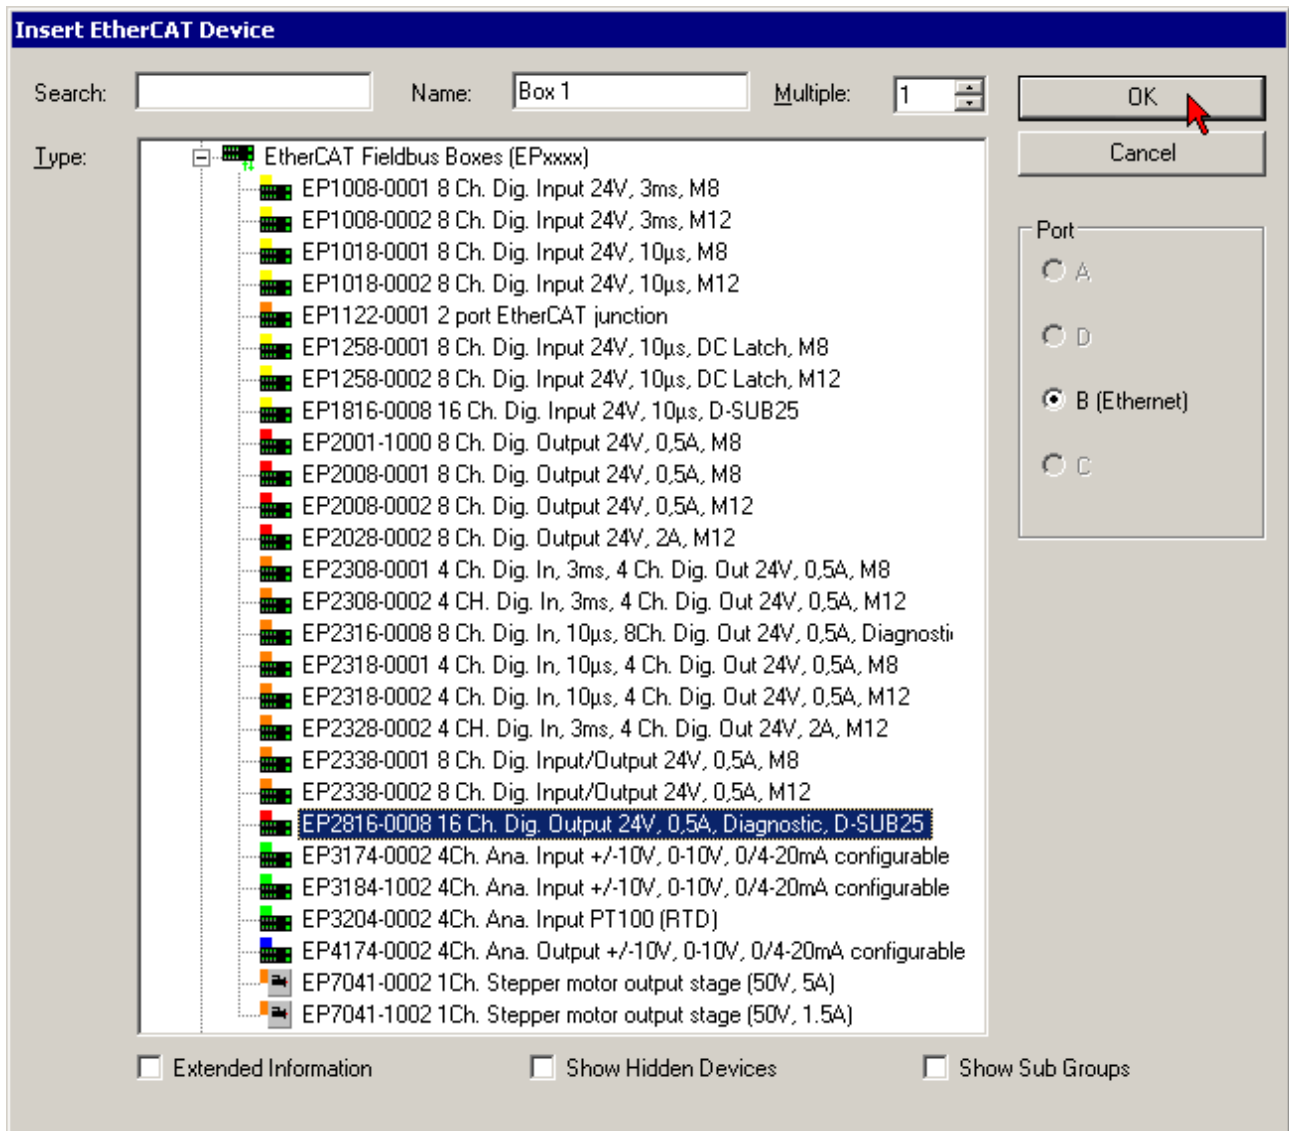 Insert EtherCAT Device
Search: Name: Box 1 Multiple: 1 OK
Cancel
Type: EtherCAT Fieldbus Boxes (EPxxxx)
EP1008-0001 8 Ch. Dig. Input 24V, 3ms, M8
EP1008-0002 8 Ch. Dig. Input 24V, 3ms, M12
EP1018-0001 8 Ch. Dig. Input 24V, 10µs, M8
EP1018-0002 8 Ch. Dig. Input 24V, 10µs, M12
EP1122-0001 2 port EtherCAT junction
EP1258-0001 8 Ch. Dig. Input 24V, 10µs, DC Latch, M8
EP1258-0002 8 Ch. Dig. Input 24V, 10µs, DC Latch, M12
EP1816-0008 16 Ch. Dig. Input 24V, 10µs, D-SUB25
EP2001-1000 8 Ch. Dig. Output 24V, 0,5A, M8
EP2008-0001 8 Ch. Dig. Output 24V, 0,5A, M8
EP2008-0002 8 Ch. Dig. Output 24V, 0,5A, M12
EP2028-0002 8 Ch. Dig. Output 24V, 2A, M12
EP2308-0001 4 Ch. Dig. In, 3ms, 4 Ch. Dig. Out 24V, 0,5A, M8
EP2308-0002 4 CH. Dig. In, 3ms, 4 Ch. Dig. Out 24V, 0,5A, M12
EP2316-0008 8 Ch. Dig. In, 10µs, 8Ch. Dig. Out 24V, 0,5A, Diagnosti
EP2318-0001 4 Ch. Dig. In, 10µs, 4 Ch. Dig. Out 24V, 0,5A, M8
EP2318-0002 4 Ch. Dig. In, 10µs, 4 Ch. Dig. Out 24V, 0,5A, M12
EP2328-0002 4 CH. Dig. In, 3ms, 4 Ch. Dig. Out 24V, 2A, M12
EP2338-0001 8 Ch. Dig. Input/Output 24V, 0,5A, M8
EP2338-0002 8 Ch. Dig. Input/Output 24V, 0,5A, M12
EP2816-0008 16 Ch. Dig. Output 24V, 0,5A, Diagnostic, D-SUB25
EP3174-0002 4Ch. Ana. Input +/-10V, 0-10V, 0/4-20mA configurable
EP3184-1002 4Ch. Ana. Input +/-10V, 0-10V, 0/4-20mA configurable
EP3204-0002 4Ch. Ana. Input PT100 (RTD)
EP4174-0002 4Ch. Ana. Output +/-10V, 0-10V, 0/4-20mA configurable
EP7041-0002 1Ch. Stepper motor output stage (50V, 5A)
EP7041-1002 1Ch. Stepper motor output stage (50V, 1.5A)
Port
A
D
B (Ethernet)
C
Extended Information Show Hidden Devices Show Sub Groups